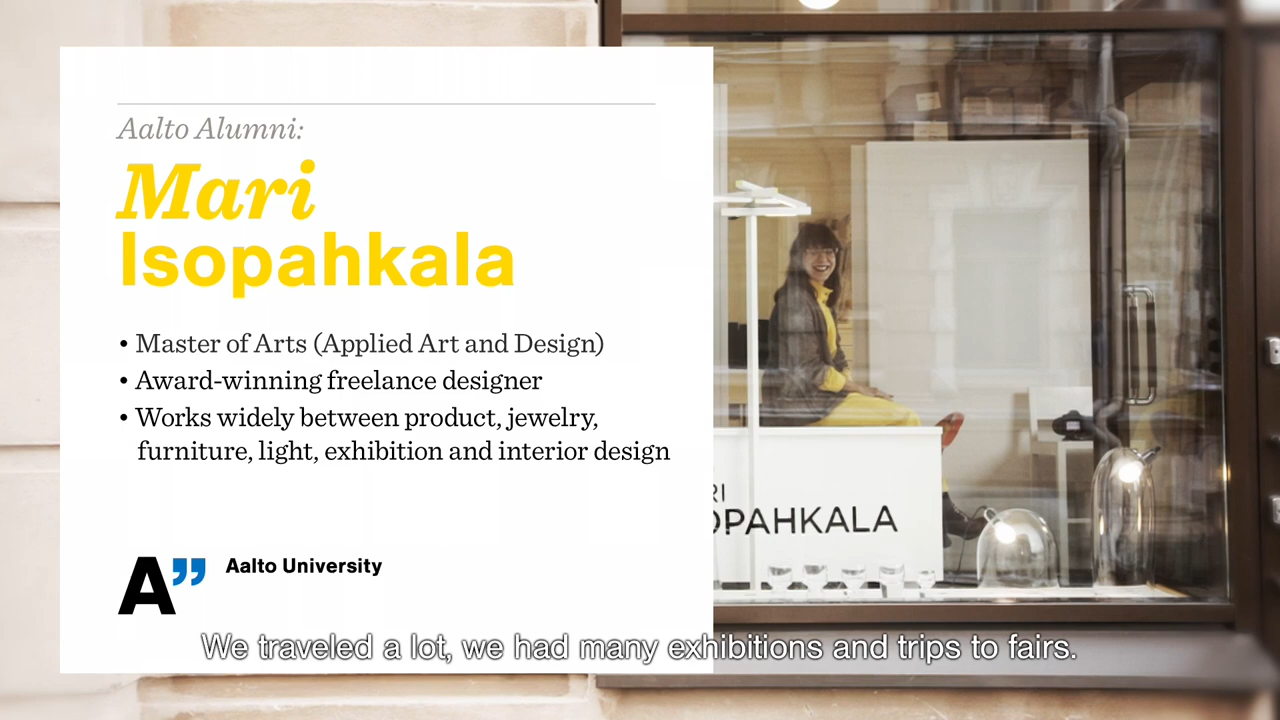 Aalto Alumni:
Mari
Isopahkala
• Master of Arts (Applied Art and Design)
• Award-winning freelance designer
• Works widely between product, jewelry,
furniture, light, exhibition and interior design
A”
Aalto University
RI
OPAHKALA
We traveled a lot, we had many exhibitions and trips to fairs.